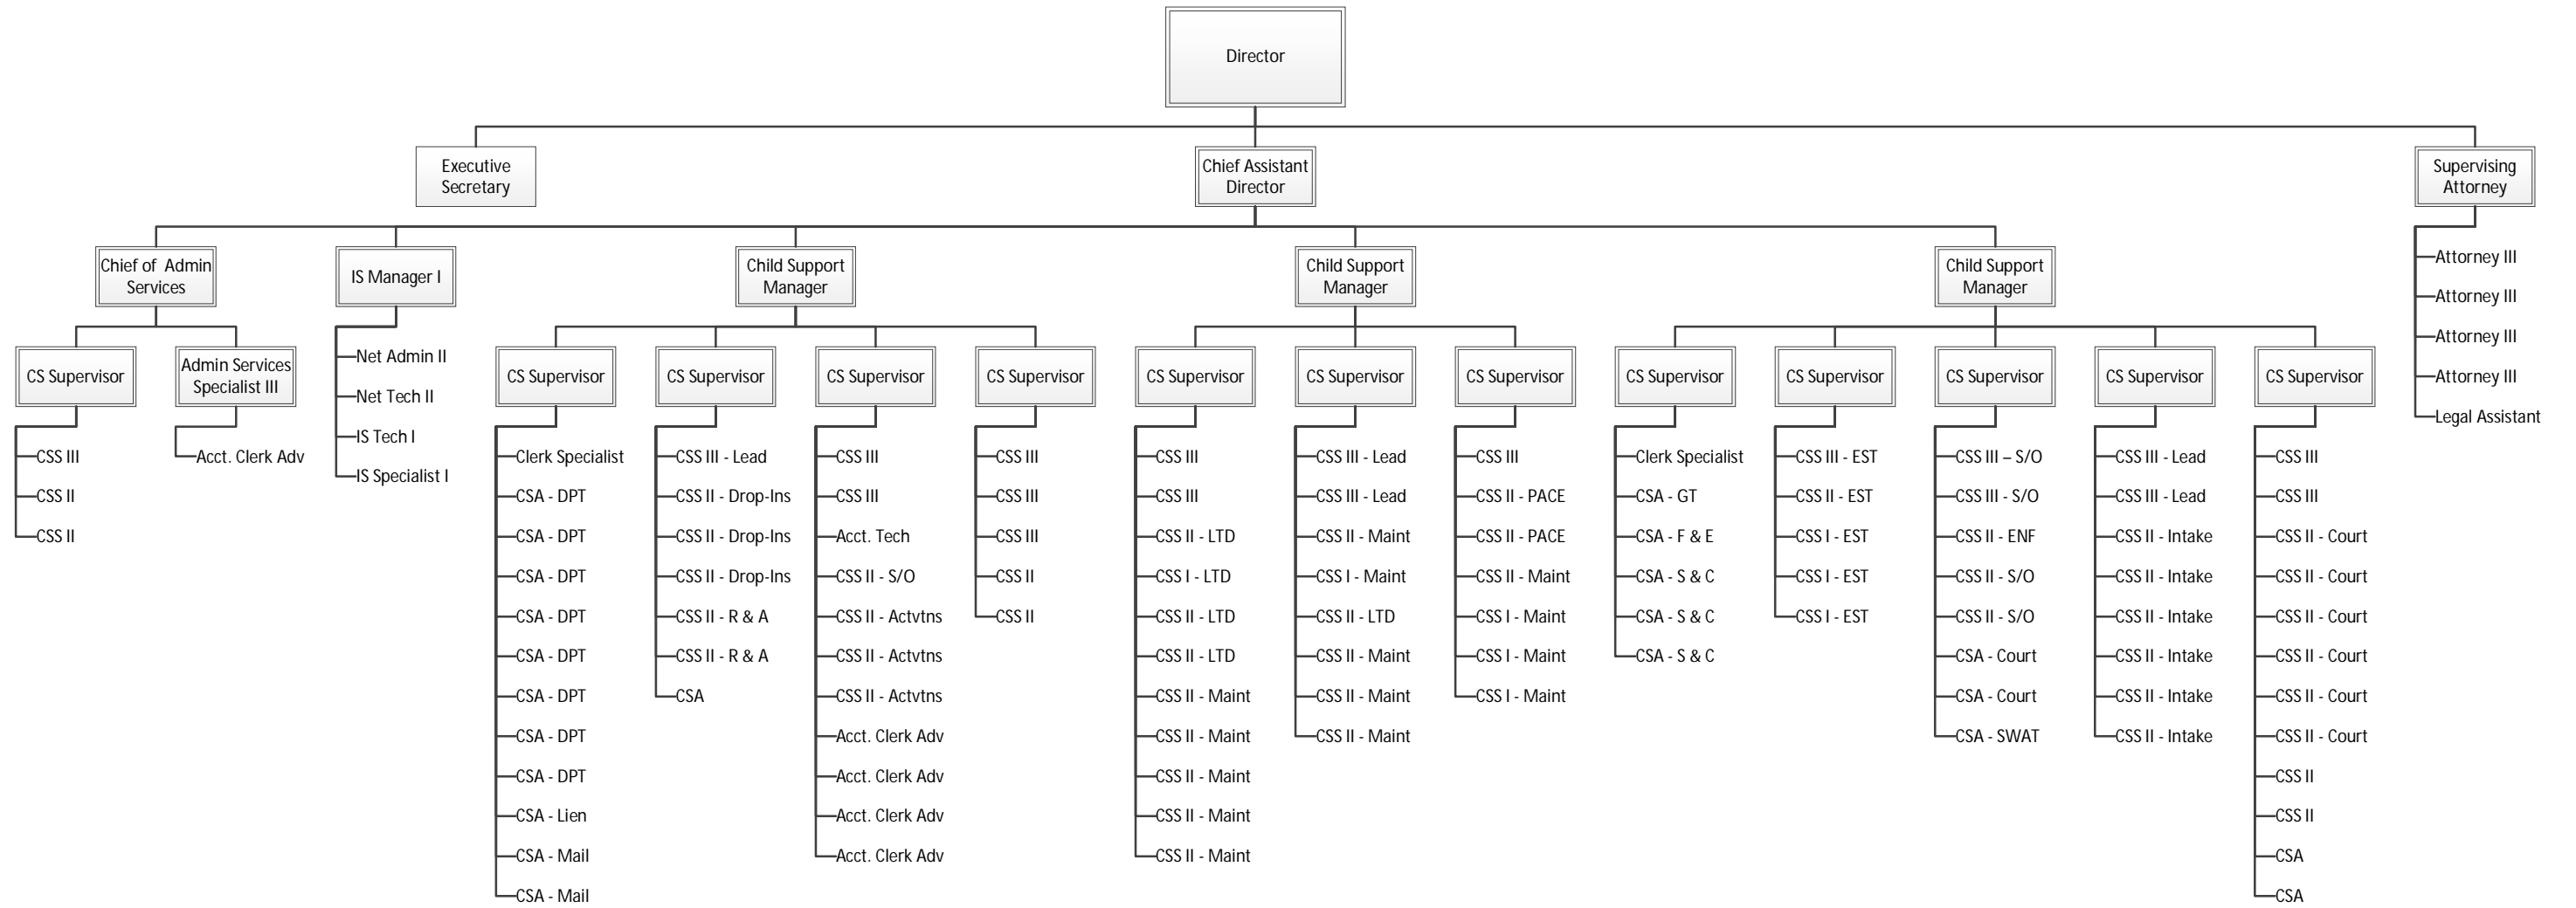 Director
Executive
Secretary
Chief Assistant
Director
Supervising
Attorney
Chief of Admin
Services
IS Manager I
Child Support
Manager
Child Support
Manager
Child Support
Manager
Attorney III
Attorney III
Attorney III
Attorney III
Legal Assistant
CS Supervisor
CSS III
CSS II
CSS II
Admin Services
Specialist III
Acct. Clerk Adv
Net Admin II
Net Tech II
IS Tech I
IS Specialist I
CS Supervisor
Clerk Specialist
CSA - DPT
CSA - DPT
CSA - DPT
CSA - DPT
CSA - DPT
CSA - DPT
CSA - DPT
CSA - DPT
CSA - Lien
CSA - Mail
CSA - Mail
CS Supervisor
CSS III - Lead
CSS II - Drop-Ins
CSS II - Drop-Ins
CSS II - Drop-Ins
CSS II - R & A
CSS II - R & A
CSA
CS Supervisor
CSS III
CSS III
Acct. Tech
CSS II - S/O
CSS II - Actvtns
CSS II - Actvtns
CSS II - Actvtns
Acct. Clerk Adv
Acct. Clerk Adv
Acct. Clerk Adv
Acct. Clerk Adv
CS Supervisor
CSS III
CSS III
CSS III
CSS II
CSS II
CS Supervisor
CSS III
CSS III
CSS II - LTD
CSS I - LTD
CSS II - LTD
CSS II - LTD
CSS II - Maint
CSS II - Maint
CSS II - Maint
CSS II - Maint
CSS II - Maint
CS Supervisor
CSS III - Lead
CSS III - Lead
CSS II - Maint
CSS I - Maint
CSS II - LTD
CSS II - Maint
CSS II - Maint
CSS II - Maint
CS Supervisor
CSS III
CSS II - PACE
CSS II - PACE
CSS II - Maint
CSS I - Maint
CSS I - Maint
CSS I - Maint
CS Supervisor
Clerk Specialist
CSA - GT
CSA - F & E
CSA - S & C
CSA - S & C
CSA - S & C
CS Supervisor
CSS III - EST
CSS II - EST
CSS I - EST
CSS I - EST
CSS I - EST
CS Supervisor
CSS III – S/O
CSS III - S/O
CSS II - ENF
CSS II - S/O
CSS II - S/O
CSA - Court
CSA - Court
CSA - SWAT
CS Supervisor
CSS III - Lead
CSS III - Lead
CSS II - Intake
CSS II - Intake
CSS II - Intake
CSS II - Intake
CSS II - Intake
CSS II - Intake
CS Supervisor
CSS III
CSS III
CSS II - Court
CSS II - Court
CSS II - Court
CSS II - Court
CSS II - Court
CSS II - Court
CSS II
CSS II
CSA
CSA